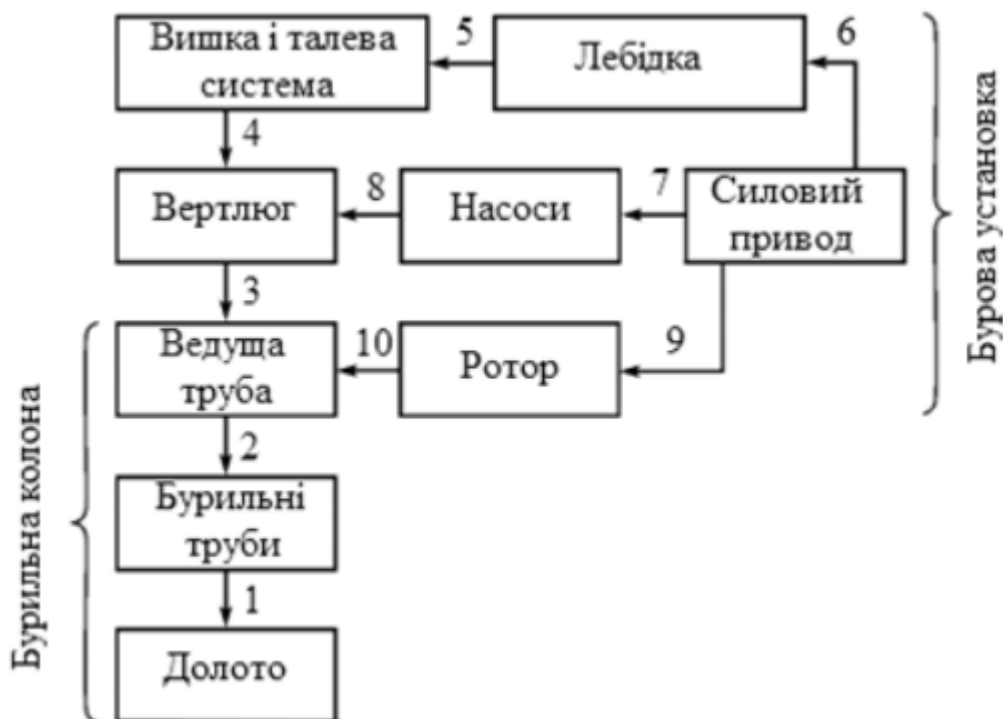 Вишка і талева
система
5
Лебідка
6
4
Вертлюг
8
Насоси
7
Силовий
привод
3
Ведуща
труба
10
Ротор
9
2
Бурильні
труби
1
Долото
Бурильна колона
Бурова установка